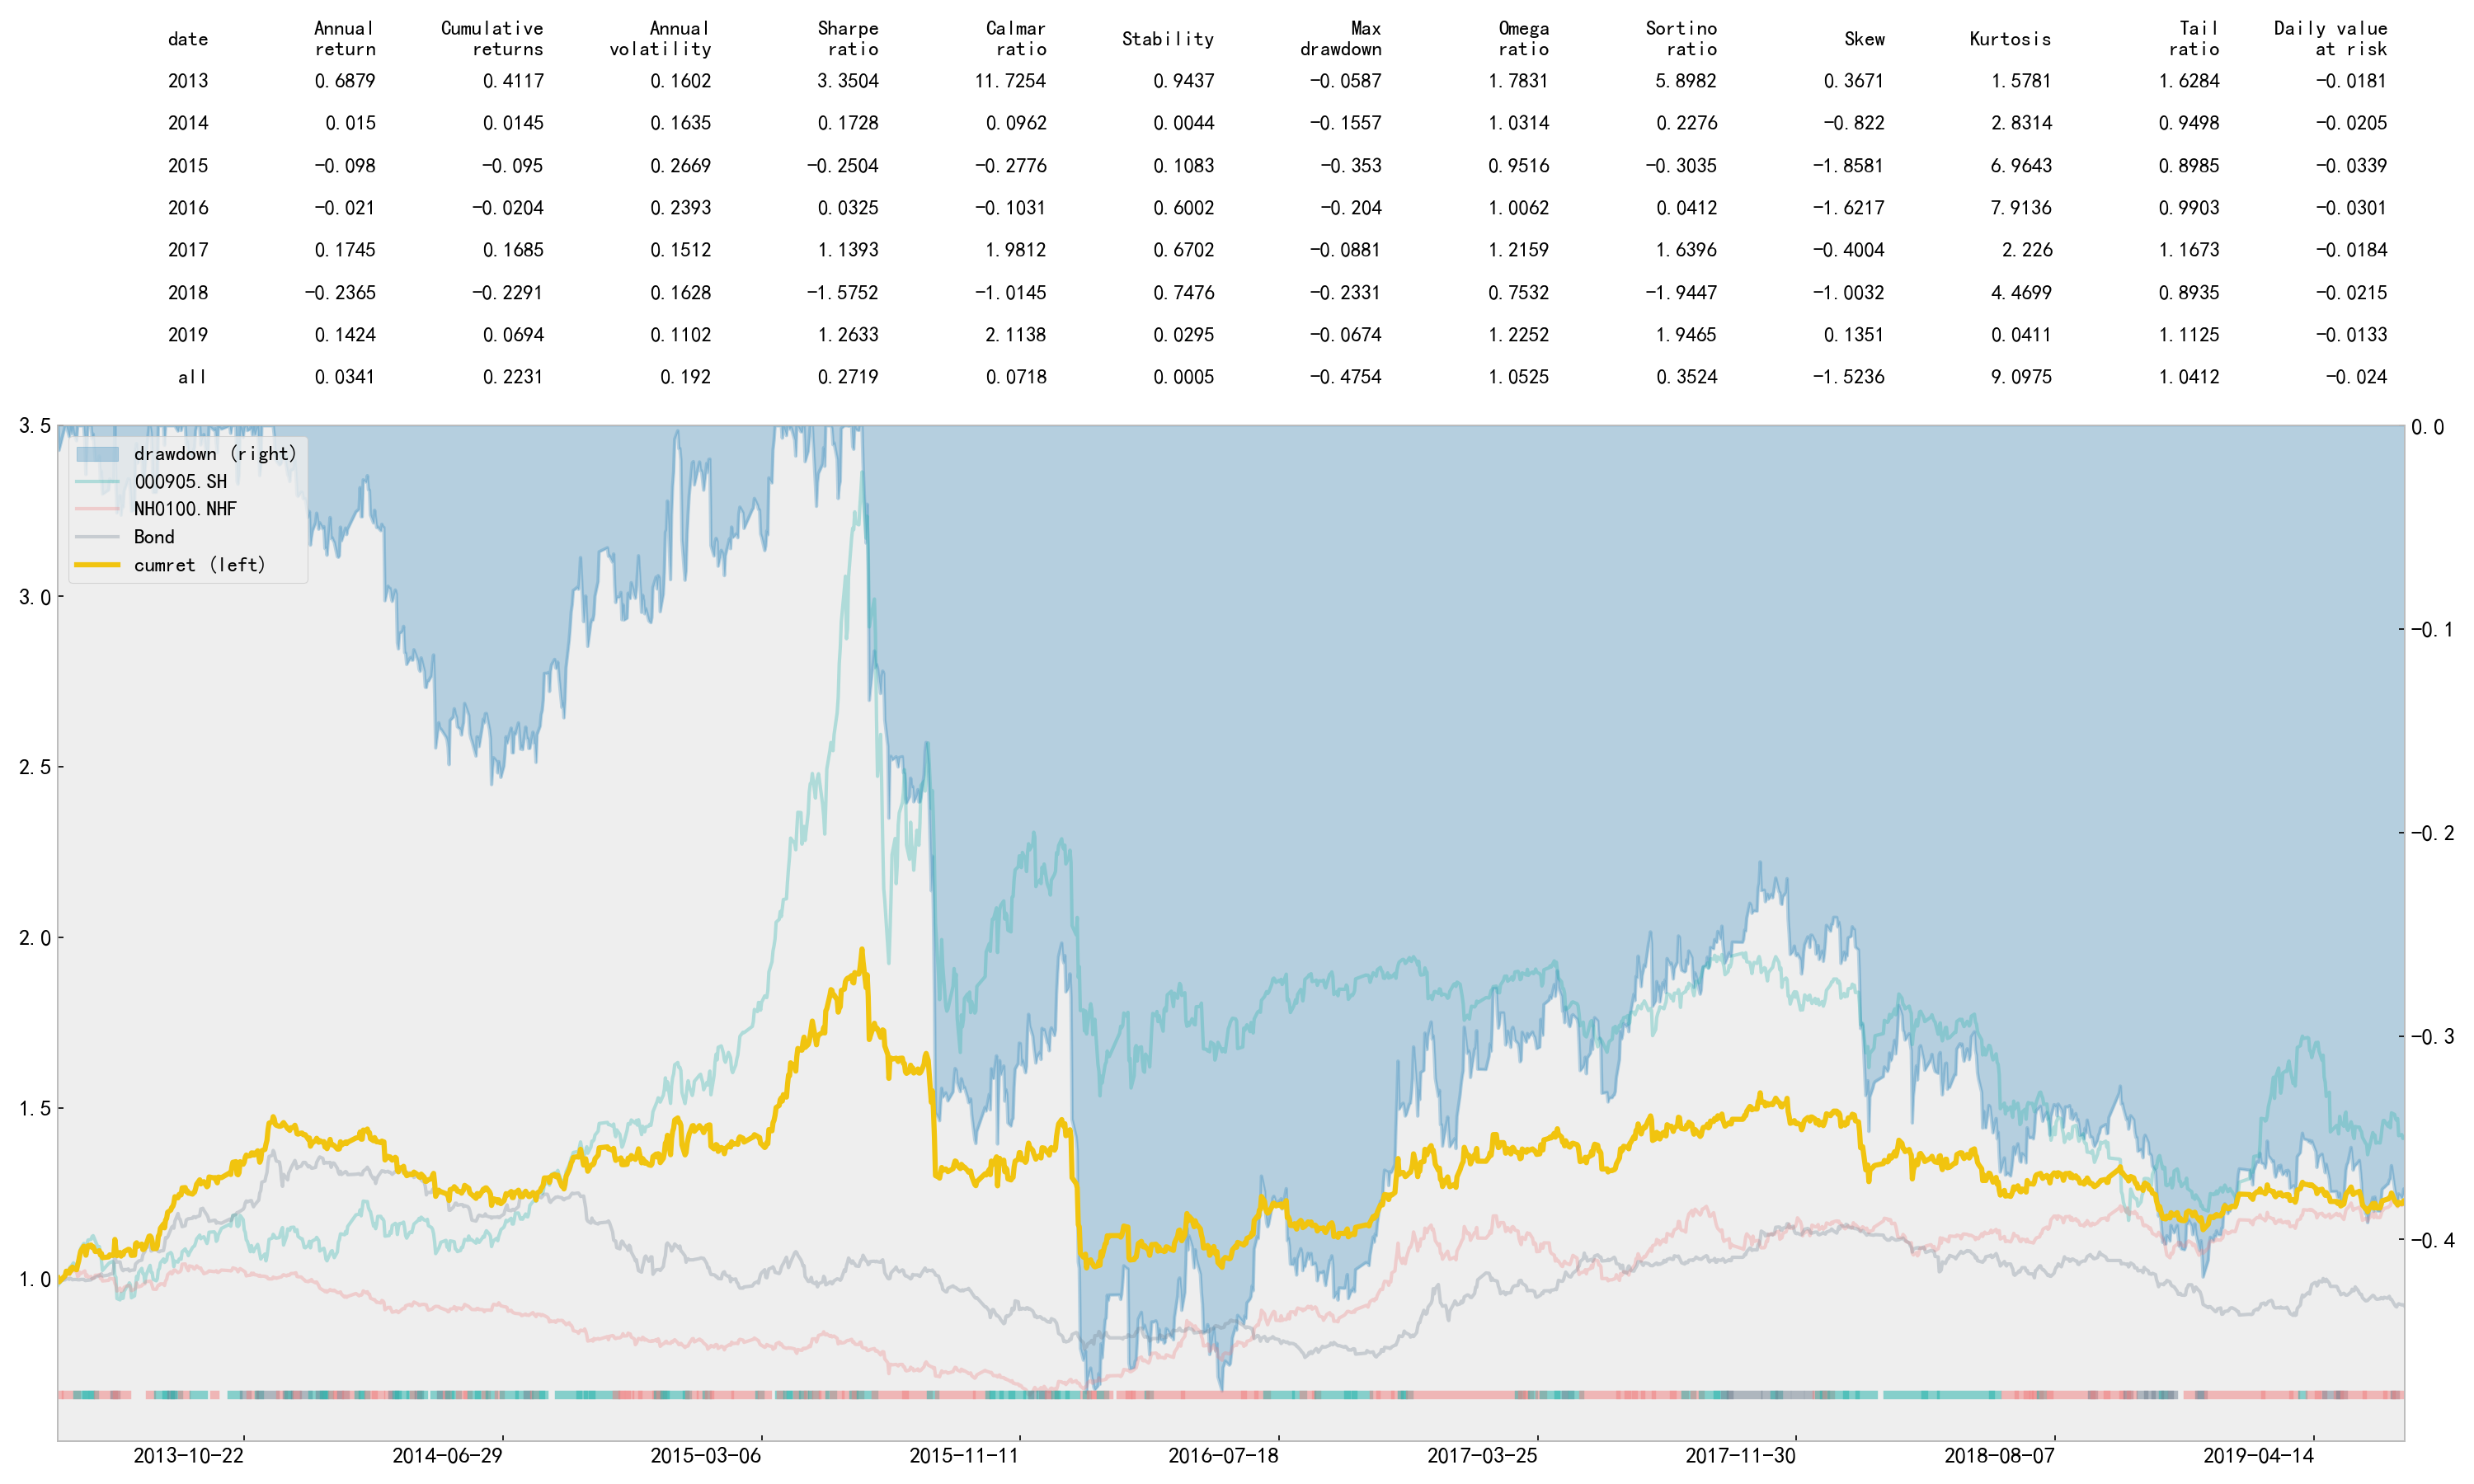 date Annual return Cumulative returns Annual volatility Sharpe ratio Calmar ratio Stability Max drawdown Omega ratio Sortino ratio Skew Kurtosis Tail ratio Daily value at risk
2013 0.6879 0.4117 0.1602 3.3504 11.7254 0.9437 −0.0587 1.7831 5.8982 0.3671 1.5781 1.6284 −0.0181
2014 0.015 0.0145 0.1635 0.1728 0.0962 0.0044 −0.1557 1.0314 0.2276 −0.822 2.8314 0.9498 −0.0205
2015 −0.098 −0.095 0.2669 −0.2504 −0.2776 0.1083 −0.353 0.9516 −0.3035 −1.8581 6.9643 0.8985 −0.0339
2016 −0.021 −0.0204 0.2393 0.0325 −0.1031 0.6002 −0.204 1.0062 0.0412 −1.6217 7.9136 0.9903 −0.0301
2017 0.1745 0.1685 0.1512 1.1393 1.9812 0.6702 −0.0881 1.2159 1.6396 −0.4004 2.226 1.1673 −0.0184
2018 −0.2365 −0.2291 0.1628 −1.5752 −1.0145 0.7476 −0.2331 0.7532 −1.9447 −1.0032 4.4699 0.8935 −0.0215
2019 0.1424 0.0694 0.1102 1.2633 2.1138 0.0295 −0.0674 1.2252 1.9465 0.1351 0.0411 1.1125 −0.0133
all 0.0341 0.2231 0.192 0.2719 0.0718 0.0005 −0.4754 1.0525 0.3524 −1.5236 9.0975 1.0412 −0.024
3.5
3.0
2.5
2.0
1.5
1.0
drawdown (right)
000905.SH
NH0100.NHF
Bond
cumret (left)
0.0
−0.1
−0.2
−0.3
−0.4
2013−10−22 2014−06−29 2015−03−06 2015−11−11 2016−07−18 2017−03−25 2017−11−30 2018−08−07 2019−04−14